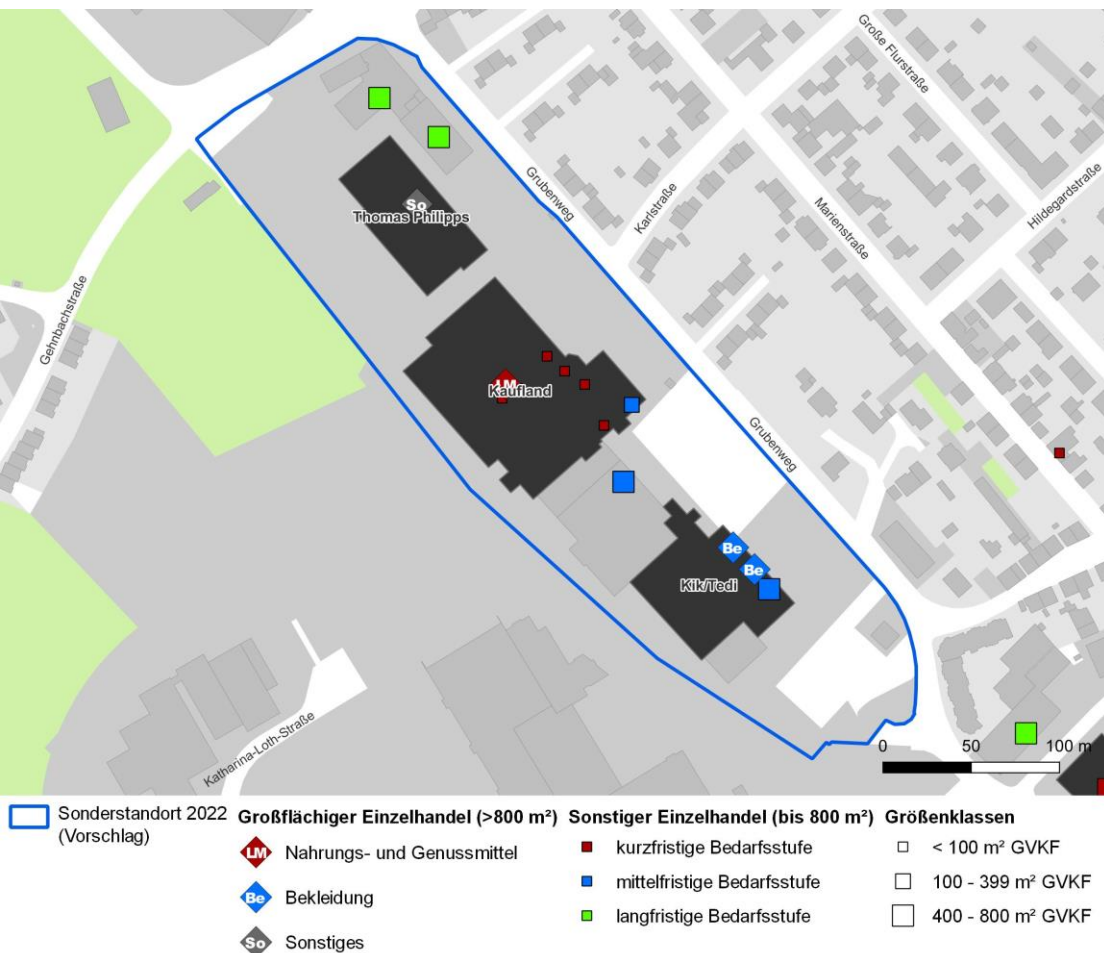 Große Flurstraße
Hildegardstraße
Grubenweg
Karlstraße
Marienstraße
So
Thomas Philipps
Gehnbachstraße
LM
Kaufland
Grubenweg
Be
Be
Kik/Tedi
Katharina-Loth-Straße
0 50 100 m
Sonderstandort 2022
(Vorschlag)
Großflächiger Einzelhandel (>800 m²)
LM Nahrungs- und Genussmittel
Be Bekleidung
So Sonstiges
Sonstiger Einzelhandel (bis 800 m²)
kurzfristige Bedarfsstufe
mittelfristige Bedarfsstufe
langfristige Bedarfsstufe
Größenklassen
< 100 m² GVKF
100 - 399 m² GVKF
400 - 800 m² GVKF